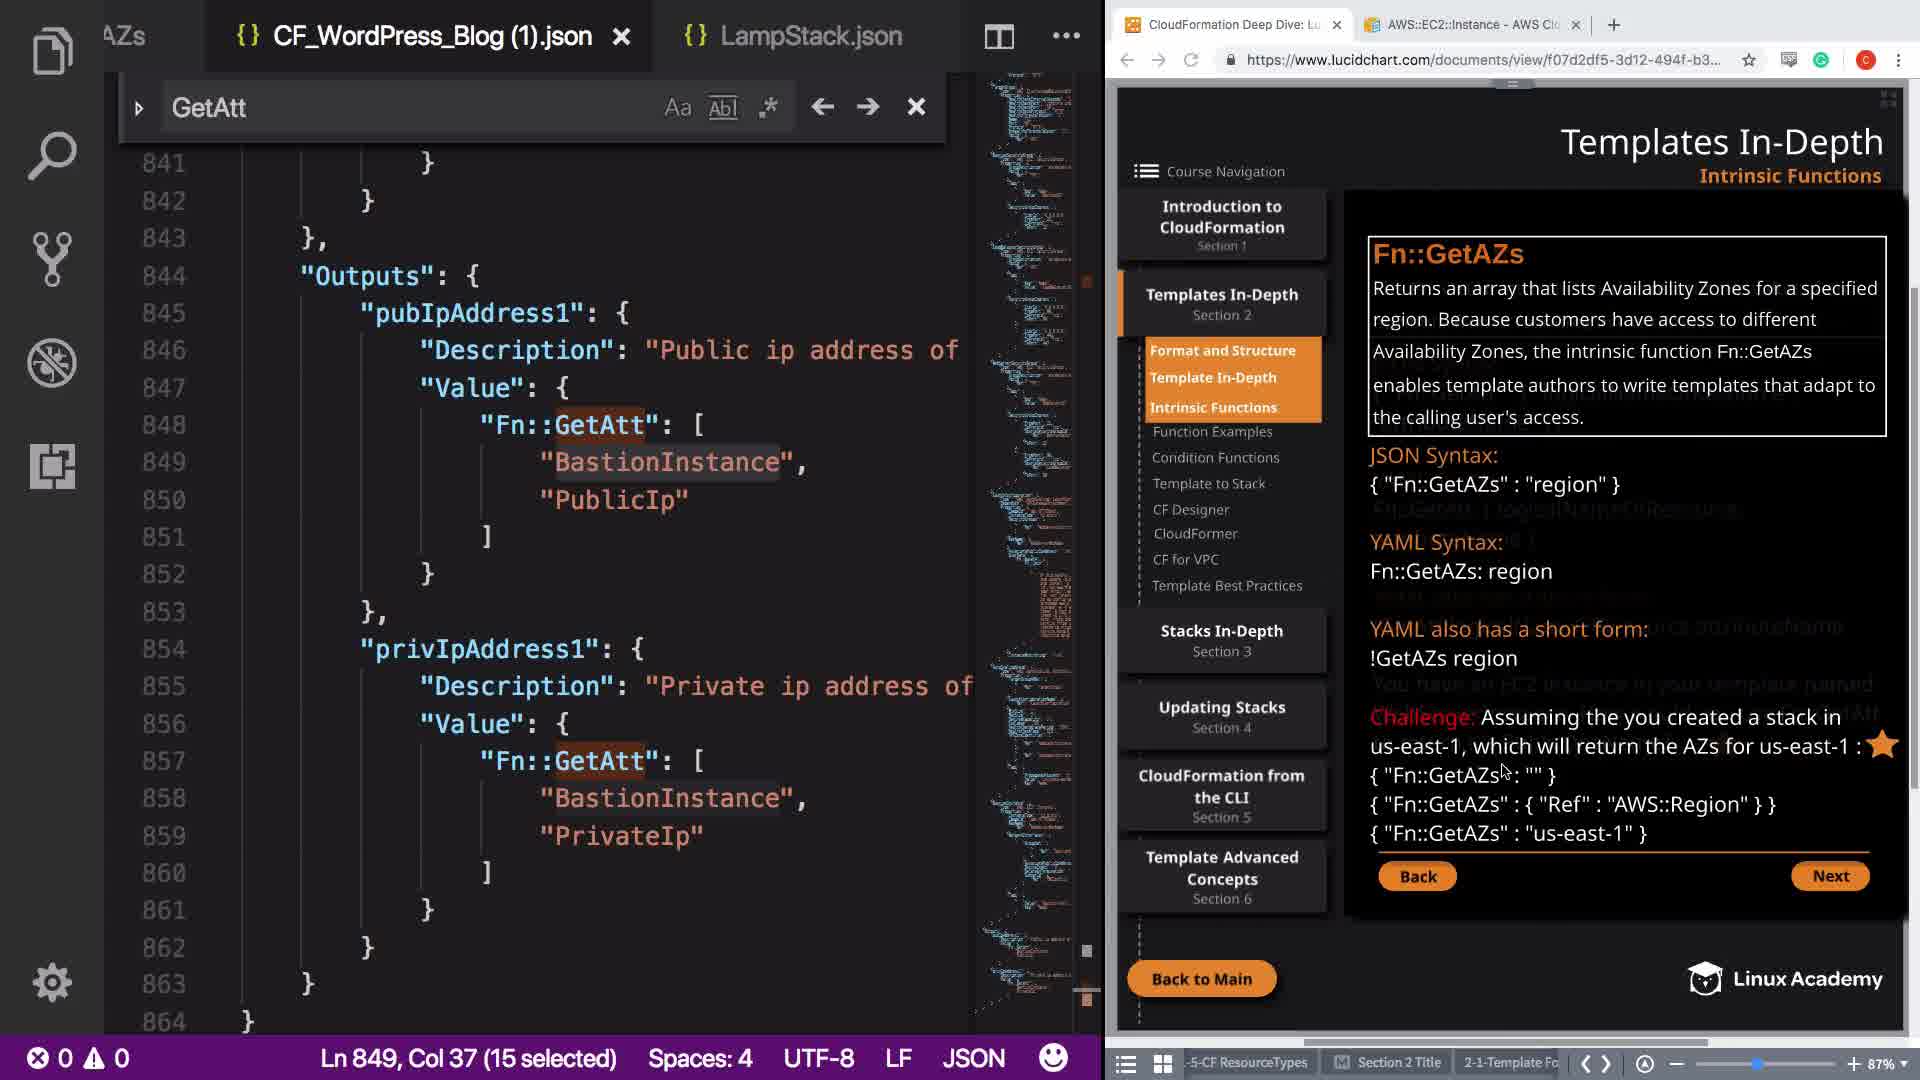 AZs
{} CF_WordPress_Blog (1).json
{} LampStack.json
GetAtt
Aa Abl .*
841 }
842 }
843 },
844 "Outputs": {
845 "pubIpAddress1": {
846 "Description": "Public ip address of
847 "Value": {
848 "Fn::GetAtt": [
849 "BastionInstance",
850 "PublicIp"
851 ]
852 }
853 },
854 "privIpAddress1": {
855 "Description": "Private ip address of
856 "Value": {
857 "Fn::GetAtt": [
858 "BastionInstance",
859 "PrivateIp"
860 ]
861 }
862 }
863 }
864 }
0 0 Ln 849, Col 37 (15 selected) Spaces: 4 UTF-8 LF JSON
CloudFormation Deep Dive: Lu
AWS::EC2::Instance - AWS Clo
https://www.lucidchart.com/documents/view/f07d2df5-3d12-494f-b3...
C
Templates In-Depth
Intrinsic Functions
Course Navigation
Introduction to
CloudFormation
Section 1
Templates In-Depth
Section 2
Format and Structure
Template In-Depth
Intrinsic Functions
Function Examples
Condition Functions
Template to Stack
CF Designer
CloudFormer
CF for VPC
Template Best Practices
Stacks In-Depth
Section 3
Updating Stacks
Section 4
CloudFormation from
the CLI
Section 5
Template Advanced
Concepts
Section 6
Back to Main
Fn::GetAZs
Returns an array that lists Availability Zones for a specified
region. Because customers have access to different
Availability Zones, the intrinsic function Fn::GetAZs
enables template authors to write templates that adapt to
the calling user's access.
JSON Syntax:
{ "Fn::GetAZs" : "region" }
YAML Syntax:
Fn::GetAZs: region
YAML also has a short form:
!GetAZs region
Challenge: Assuming the you created a stack in
us-east-1, which will return the AZs for us-east-1 :
{ "Fn::GetAZs" : "" }
{ "Fn::GetAZs" : { "Ref" : "AWS::Region" } }
{ "Fn::GetAZs" : "us-east-1" }
Back
Next
Linux Academy
-5-CF ResourceTypes
M Section 2 Title
2-1-Template Fo
87%